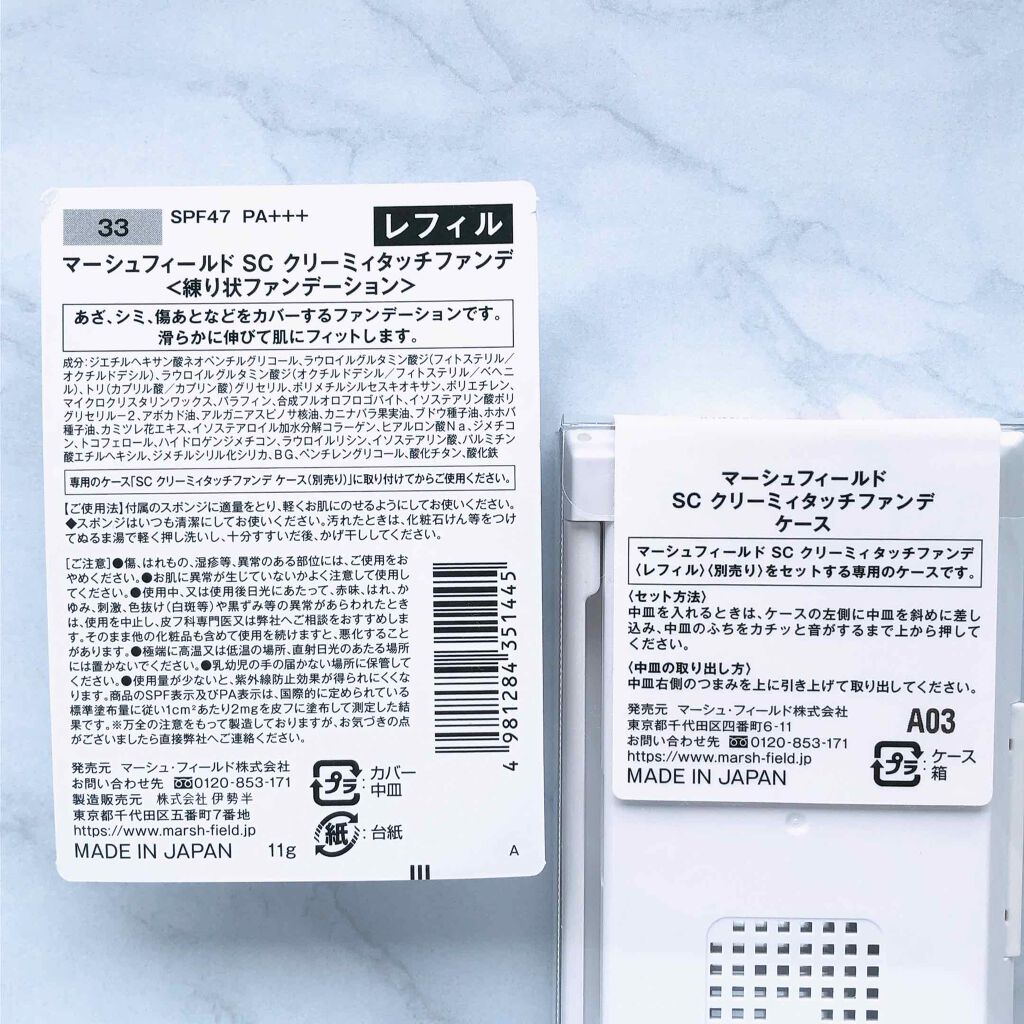 33
SPF47 PA+++
レフィル
マーシュフィールド SC クリーミィタッチファンデ
<練り状ファンデーション>
あざ、シミ、傷あとなどをカバーするファンデーションです。
滑らかに伸びて肌にフィットします。
成分:ジエチルヘキサン酸ネオペンチルグリコール、ラウロイルグルタミン酸ジ(フィトステリル/
オクチルドデシル)、ラウロイルグルタミン酸ジ(オクチルドデシル/フィトステリル/ベヘニ
ル)、トリ(カプリル酸/カプリン酸)グリセリル、ポリメチルシルセスキオキサン、ポリエチレン、
マイクロクリスタリンワックス、パラフィン、合成フルオロフロゴパイト、イソステアリン酸ポリ
グリセリル-2、アボカド油、アルガニアスピノサ核油、カニナバラ果実油、ブドウ種子油、ホホバ
種子油、カミツレ花エキス、イソステアロイル加水分解コラーゲン、ヒアルロン酸Na、ジメチコ
ン、トコフェロール、ハイドロゲンジメチコン、ラウロイルリシン、イソステアリン酸、パルミチン
酸エチルヘキシル、ジメチルシリル化シリカ、BG、ペンチレングリコール、酸化チタン、酸化鉄
専用のケース「SC クリーミィタッチファンデ ケース(別売り)」に取り付けてからご使用ください。
【ご使用法】付属のスポンジに適量をとり、軽くお肌にのせるようにしてお使いください。
◆スポンジはいつも清潔にしてお使いください。汚れたときは、化粧石けん等をつけ
てぬるま湯で軽く押し洗いし、十分すすいだ後、かげ干ししてください。
[ご注意]●傷、はれもの、湿疹等、異常のある部位には、ご使用をお
やめください。●お肌に異常が生じていないかよく注意して使用し
てください。●使用中、又は使用後日光にあたって、赤味、はれ、か
ゆみ、刺激、色抜け(白斑等)や黒ずみ等の異常があらわれたとき
は、使用を中止し、皮フ科専門医又は弊社へご相談をおすすめしま
す。そのまま他の化粧品も含めて使用を続けますと、悪化すること
があります。●極端に高温又は低温の場所、直射日光のあたる場所
には置かないでください。●乳幼児の手の届かない場所に保管して
ください。●使用量が少ないと、紫外線防止効果が得られにくくな
ります。商品のSPF表示及びPA表示は、国際的に定められている
標準塗布量に従い1cm²あたり2mgを皮フに塗布して測定した結
果です。※万全の注意をもって製造しておりますが、お気づきの点
がございましたら直接弊社へご連絡ください。
4 981284 351445
発売元 マーシュ・フィールド株式会社
お問い合わせ先 0120-853-171
製造販売元 株式会社 伊勢半
東京都千代田区五番町7番地
https://www.marsh-field.jp
MADE IN JAPAN 11g
プラ : カバー
中皿
紙 : 台紙
A
マーシュフィールド
SC クリーミィタッチファンデ
ケース
マーシュフィールド SC クリーミィタッチファンデ
〈レフィル〉〈別売り〉をセットする専用のケースです。
〈セット方法〉
中皿を入れるときは、ケースの左側に中皿を斜めに差し
込み、中皿のふちをカチッと音がするまで上から押して
ください。
〈中皿の取り出し方〉
中皿右側のつまみを上に引き上げて取り出してください。
発売元 マーシュ・フィールド株式会社
東京都千代田区四番町6-11
お問い合わせ先 0120-853-171
https://www.marsh-field.jp
MADE IN JAPAN
A03
プラ : ケース
箱